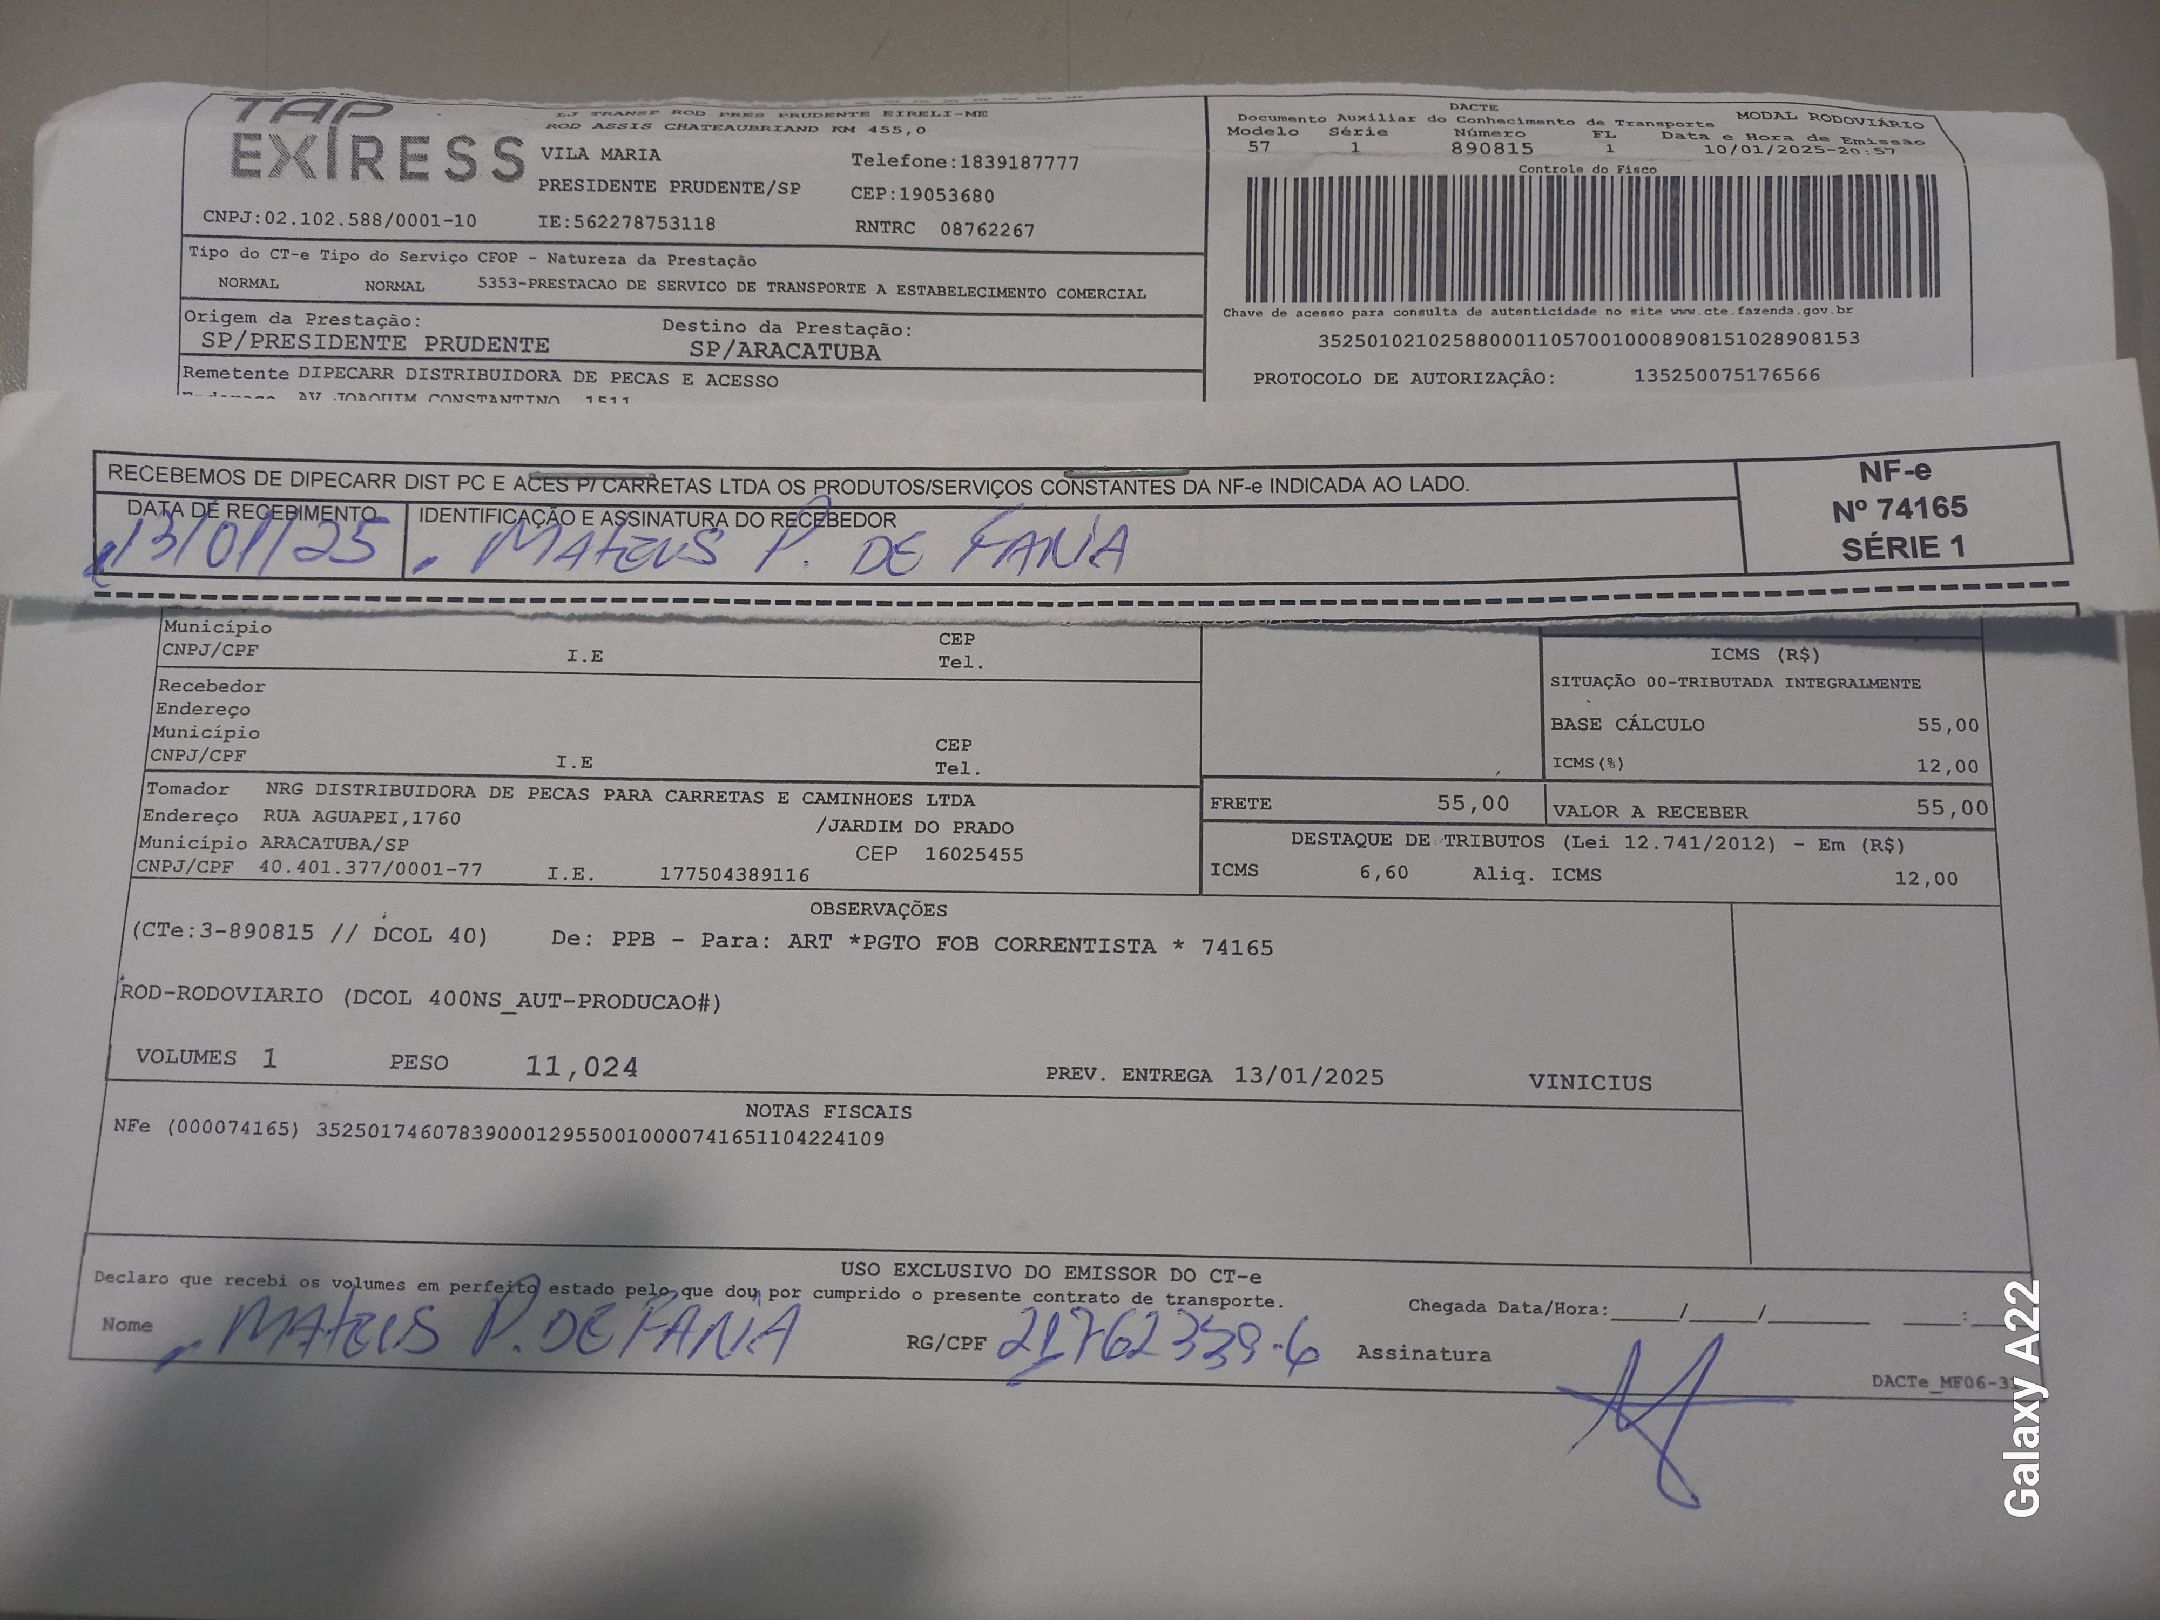 TAP
EXPRESS
LJ TRANSP ROD PRES PRUDENTE EIRELI-ME
ROD ASSIS CHATEAUBRIAND KM 455,0
VILA MARIA
Telefone:1839187777
PRESIDENTE PRUDENTE/SP
CEP:19053680
CNPJ:02.102.588/0001-10
IE:562278753118
RNTRC 08762267
DACTE
Documento Auxiliar do Conhecimento de Transporte
MODAL RODOVIÁRIO
Modelo Série Número FL Data e Hora de Emissao
57 1 890815 1 10/01/2025-20:57
Controle do Fisco
Chave de acesso para consulta de autenticidade no site www.cte.fazenda.gov.br
35250102102588000110570010008908151028908153
PROTOCOLO DE AUTORIZAÇÃO: 135250075176566
Tipo do CT-e Tipo do Serviço CFOP - Natureza da Prestação
NORMAL NORMAL 5353-PRESTACAO DE SERVICO DE TRANSPORTE A ESTABELECIMENTO COMERCIAL
Origem da Prestação: Destino da Prestação:
SP/PRESIDENTE PRUDENTE SP/ARACATUBA
Remetente DIPECARR DISTRIBUIDORA DE PECAS E ACESSO
AV JOAQUIM CONSTANTINO, 1511
RECEBEMOS DE DIPECARR DIST PC E ACES P/ CARRETAS LTDA OS PRODUTOS/SERVIÇOS CONSTANTES DA NF-e INDICADA AO LADO.
DATA DE RECEBIMENTO IDENTIFICAÇÃO E ASSINATURA DO RECEBEDOR
13/01/25 MATEUS P. DE FARIA
NF-e
Nº 74165
SÉRIE 1
Município CEP
CNPJ/CPF I.E Tel.
Recebedor
Endereço
Município CEP
CNPJ/CPF I.E Tel.
ICMS (R$)
SITUAÇÃO 00-TRIBUTADA INTEGRALMENTE
BASE CÁLCULO 55,00
ICMS(%) 12,00
Tomador NRG DISTRIBUIDORA DE PECAS PARA CARRETAS E CAMINHOES LTDA
Endereço RUA AGUAPEI,1760 /JARDIM DO PRADO
Município ARACATUBA/SP CEP 16025455
CNPJ/CPF 40.401.377/0001-77 I.E. 177504389116
FRETE 55,00 VALOR A RECEBER 55,00
DESTAQUE DE TRIBUTOS (Lei 12.741/2012) - Em (R$)
ICMS 6,60 Aliq. ICMS 12,00
OBSERVAÇÕES
(CTe:3-890815 // DCOL 40) De: PPB - Para: ART *PGTO FOB CORRENTISTA * 74165
ROD-RODOVIARIO (DCOL 400NS_AUT-PRODUCAO#)
VOLUMES 1 PESO 11,024 PREV. ENTREGA 13/01/2025 VINICIUS
NOTAS FISCAIS
NFe (000074165) 35250174607839000129550010000741651104224109
USO EXCLUSIVO DO EMISSOR DO CT-e
Declaro que recebi os volumes em perfeito estado pelo que dou por cumprido o presente contrato de transporte.
Chegada Data/Hora:____/____/______ ____:____
Nome MATEUS P. DE FARIA RG/CPF 21762339-6 Assinatura
DACTe_MF06-3
Galaxy A22